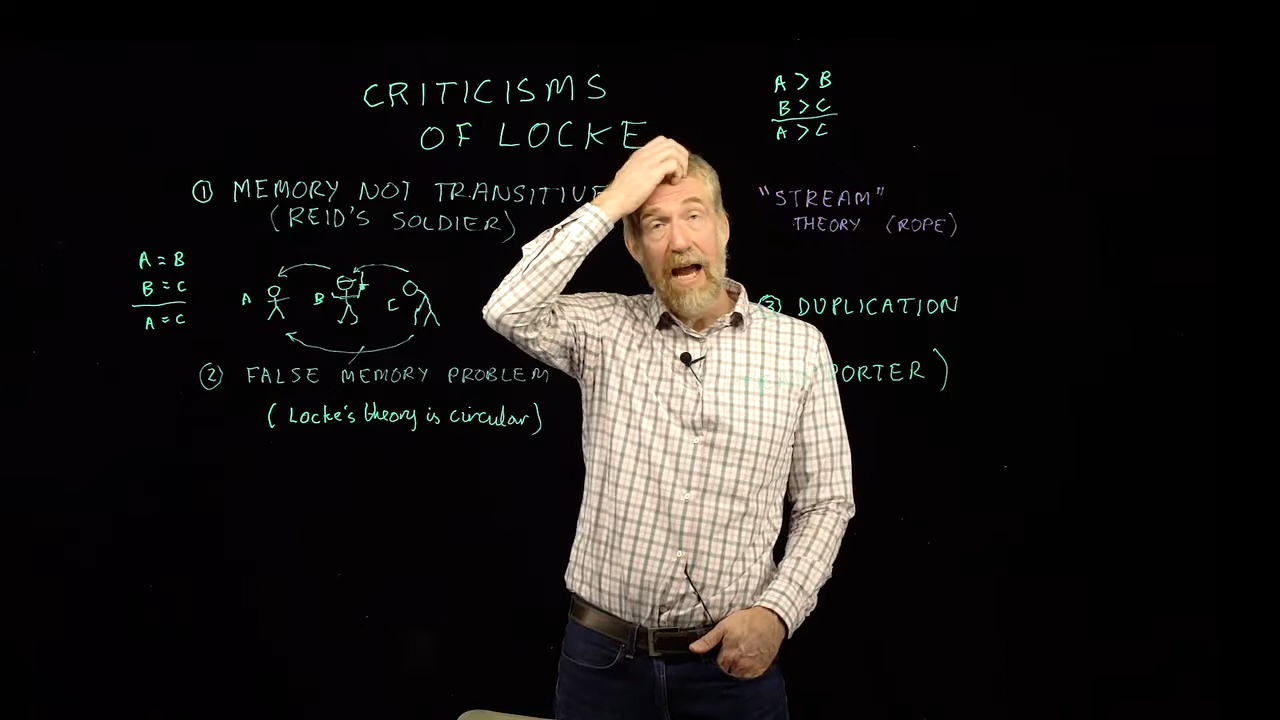 CRITICISMS
OF LOCKE
① MEMORY NOT TRANSITIVE
(REID'S SOLDIER)
A = B
B = C
A = C
A B C
② FALSE MEMORY PROBLEM
(Locke's theory is circular)
A > B
B > C
A > C
"STREAM"
THEORY (ROPE)
③ DUPLICATION
PORTER)